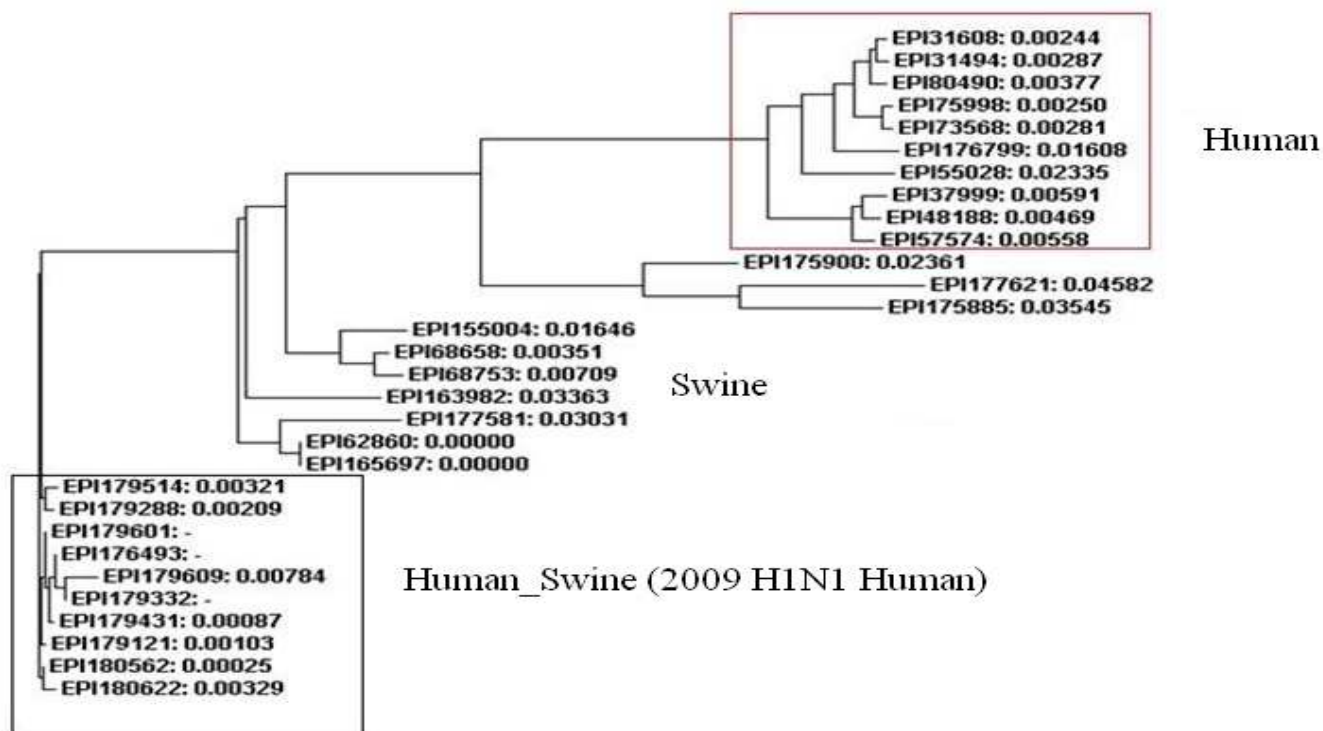 EPI31608: 0.00244
EPI31494: 0.00287
EPI80490: 0.00377
EPI75998: 0.00250
EPI73568: 0.00281
Human
EPI176799: 0.01608
EPI55028: 0.02335
EPI37999: 0.00591
EPI48188: 0.00469
EPI57574: 0.00558
EPI175900: 0.02361
EPI177621: 0.04582
EPI175885: 0.03545
EPI155004: 0.01646
EPI68658: 0.00351
EPI68753: 0.00709
Swine
EPI163982: 0.03363
EPI177581: 0.03031
EPI62860: 0.00000
EPI165697: 0.00000
EPI179514: 0.00321
EPI179288: 0.00209
EPI179601: -
EPI176493: -
EPI179609: 0.00784
Human_Swine (2009 H1N1 Human)
EPI179332: -
EPI179431: 0.00087
EPI179121: 0.00103
EPI180562: 0.00025
EPI180622: 0.00329